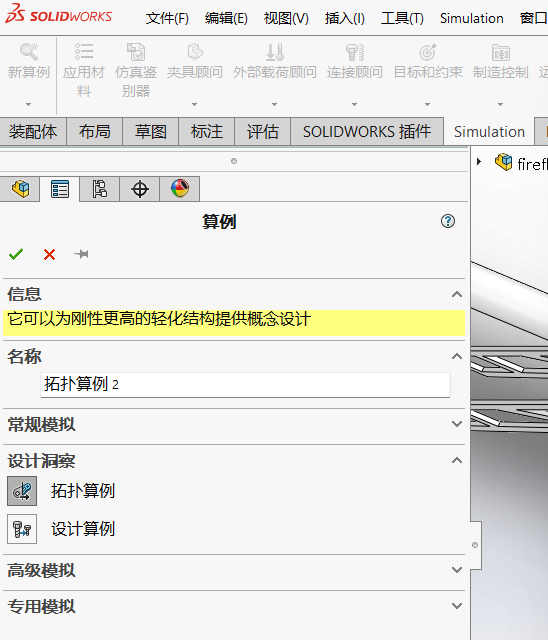 SOLIDWORKS 文件(F) 编辑(E) 视图(V) 插入(I) 工具(T) Simulation 窗口
新算例 应用材料 仿真鉴别器 夹具顾问 外部载荷顾问 连接顾问 目标和约束 制造控制
装配体 布局 草图 标注 评估 SOLIDWORKS 插件 Simulation
算例
信息
它可以为刚性更高的轻化结构提供概念设计
名称
拓扑算例 2
常规模拟
设计洞察
拓扑算例
设计算例
高级模拟
专用模拟